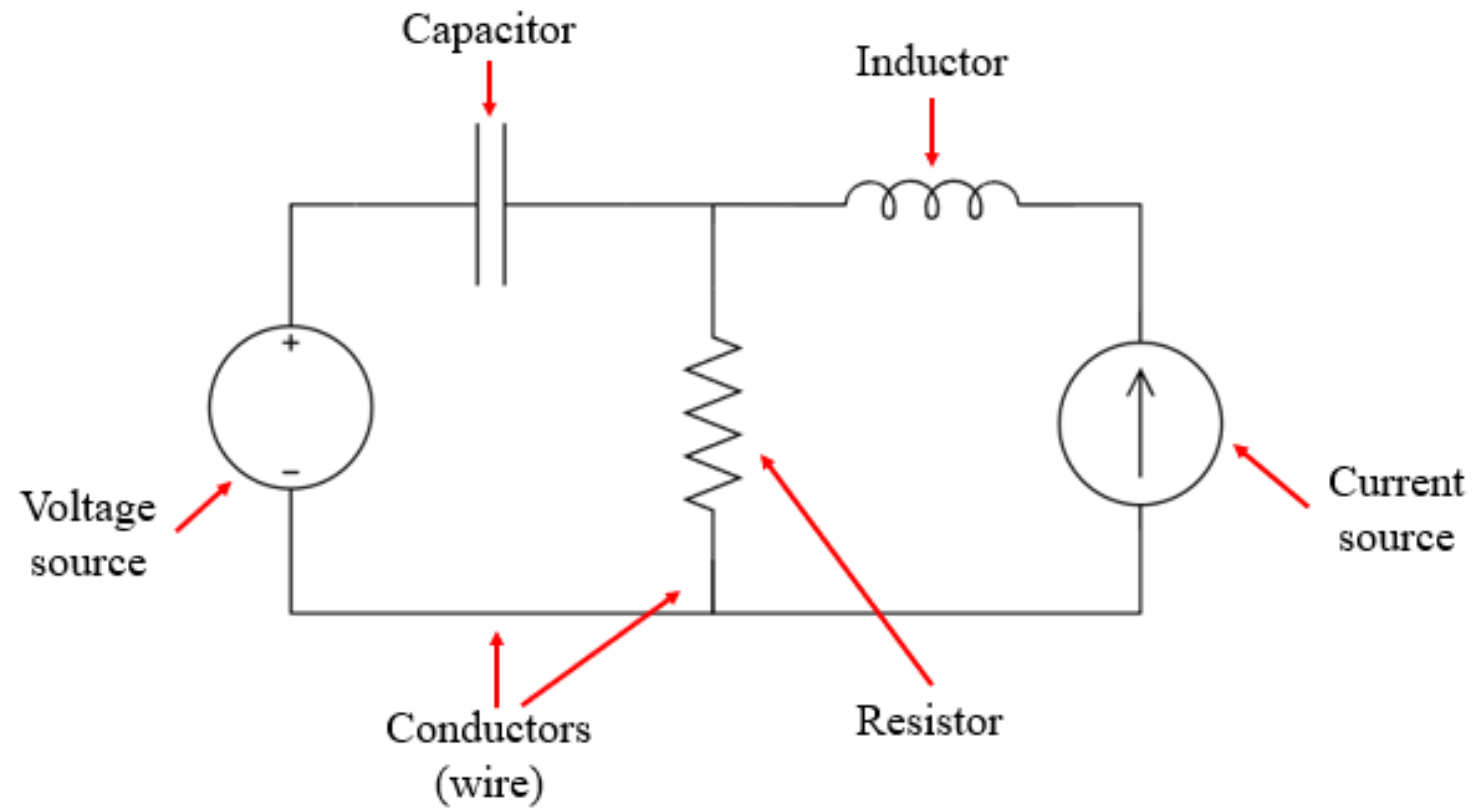 Capacitor
Inductor
+
−
Voltage
source
Current
source
Conductors
(wire)
Resistor